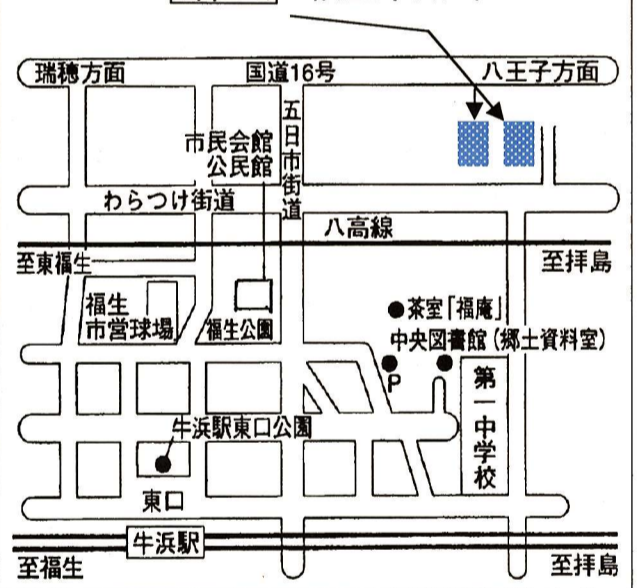 瑞穂方面
国道16号
八王子方面
五日市街道
市民会館
公民館
わらつけ街道
八高線
至東福生
至拝島
福生
市営球場
福生公園
茶室「福庵」
中央図書館(郷土資料室)
P
第一中学校
牛浜駅東口公園
東口
牛浜駅
至福生
至拝島